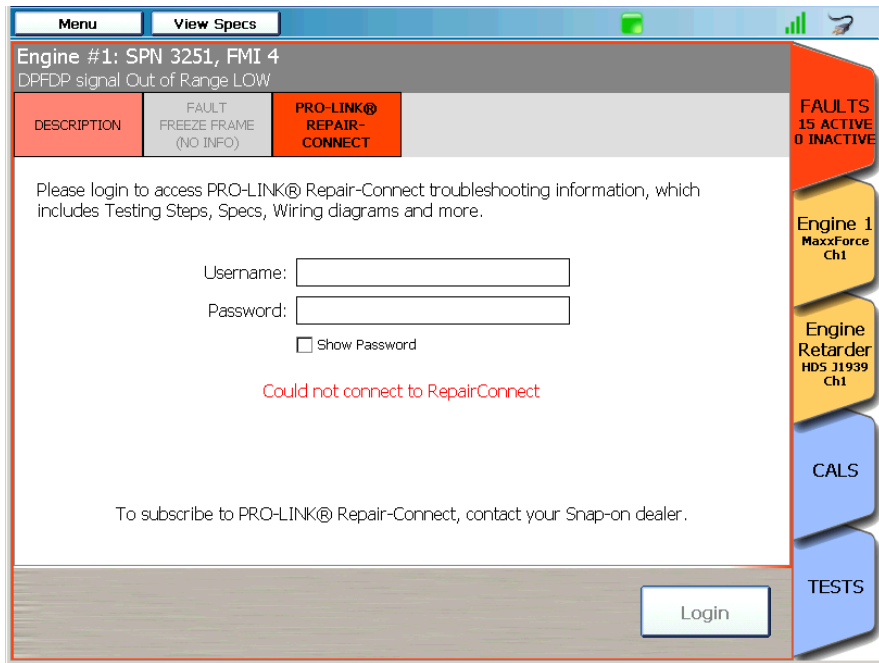 Menu
View Specs
Engine #1: SPN 3251, FMI 4
DPFDP signal Out of Range LOW
DESCRIPTION
FAULT
FREEZE FRAME
(NO INFO)
PRO-LINK®
REPAIR-
CONNECT
Please login to access PRO-LINK® Repair-Connect troubleshooting information, which
includes Testing Steps, Specs, Wiring diagrams and more.
Username:
Password:
Show Password
Could not connect to RepairConnect
To subscribe to PRO-LINK® Repair-Connect, contact your Snap-on dealer.
Login
FAULTS
15 ACTIVE
0 INACTIVE
Engine 1
MaxxForce
Ch1
Engine
Retarder
HDS J1939
Ch1
CALS
TESTS